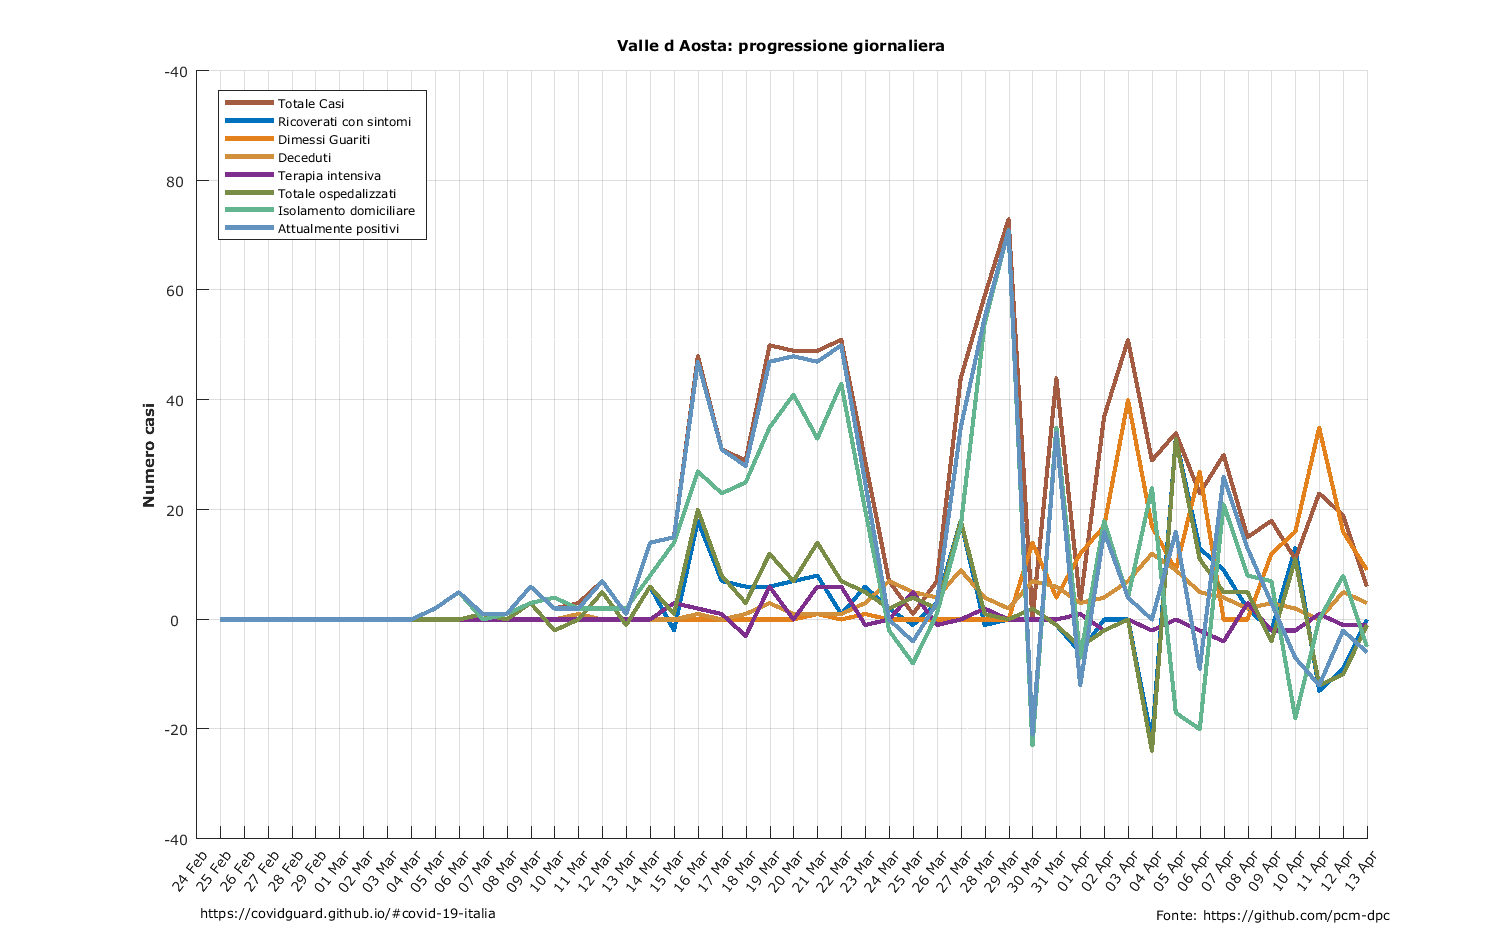 Valle d Aosta: progressione giornaliera
-40
80
60
40
20
0
-20
-40
Numero casi
Totale Casi
Ricoverati con sintomi
Dimessi Guariti
Deceduti
Terapia intensiva
Totale ospedalizzati
Isolamento domiciliare
Attualmente positivi
24 Feb
25 Feb
26 Feb
27 Feb
28 Feb
29 Feb
01 Mar
02 Mar
03 Mar
04 Mar
05 Mar
06 Mar
07 Mar
08 Mar
09 Mar
10 Mar
11 Mar
12 Mar
13 Mar
14 Mar
15 Mar
16 Mar
17 Mar
18 Mar
19 Mar
20 Mar
21 Mar
22 Mar
23 Mar
24 Mar
25 Mar
26 Mar
27 Mar
28 Mar
29 Mar
30 Mar
31 Mar
01 Apr
02 Apr
03 Apr
04 Apr
05 Apr
06 Apr
07 Apr
08 Apr
09 Apr
10 Apr
11 Apr
12 Apr
13 Apr
https://covidguard.github.io/#covid-19-italia
Fonte: https://github.com/pcm-dpc